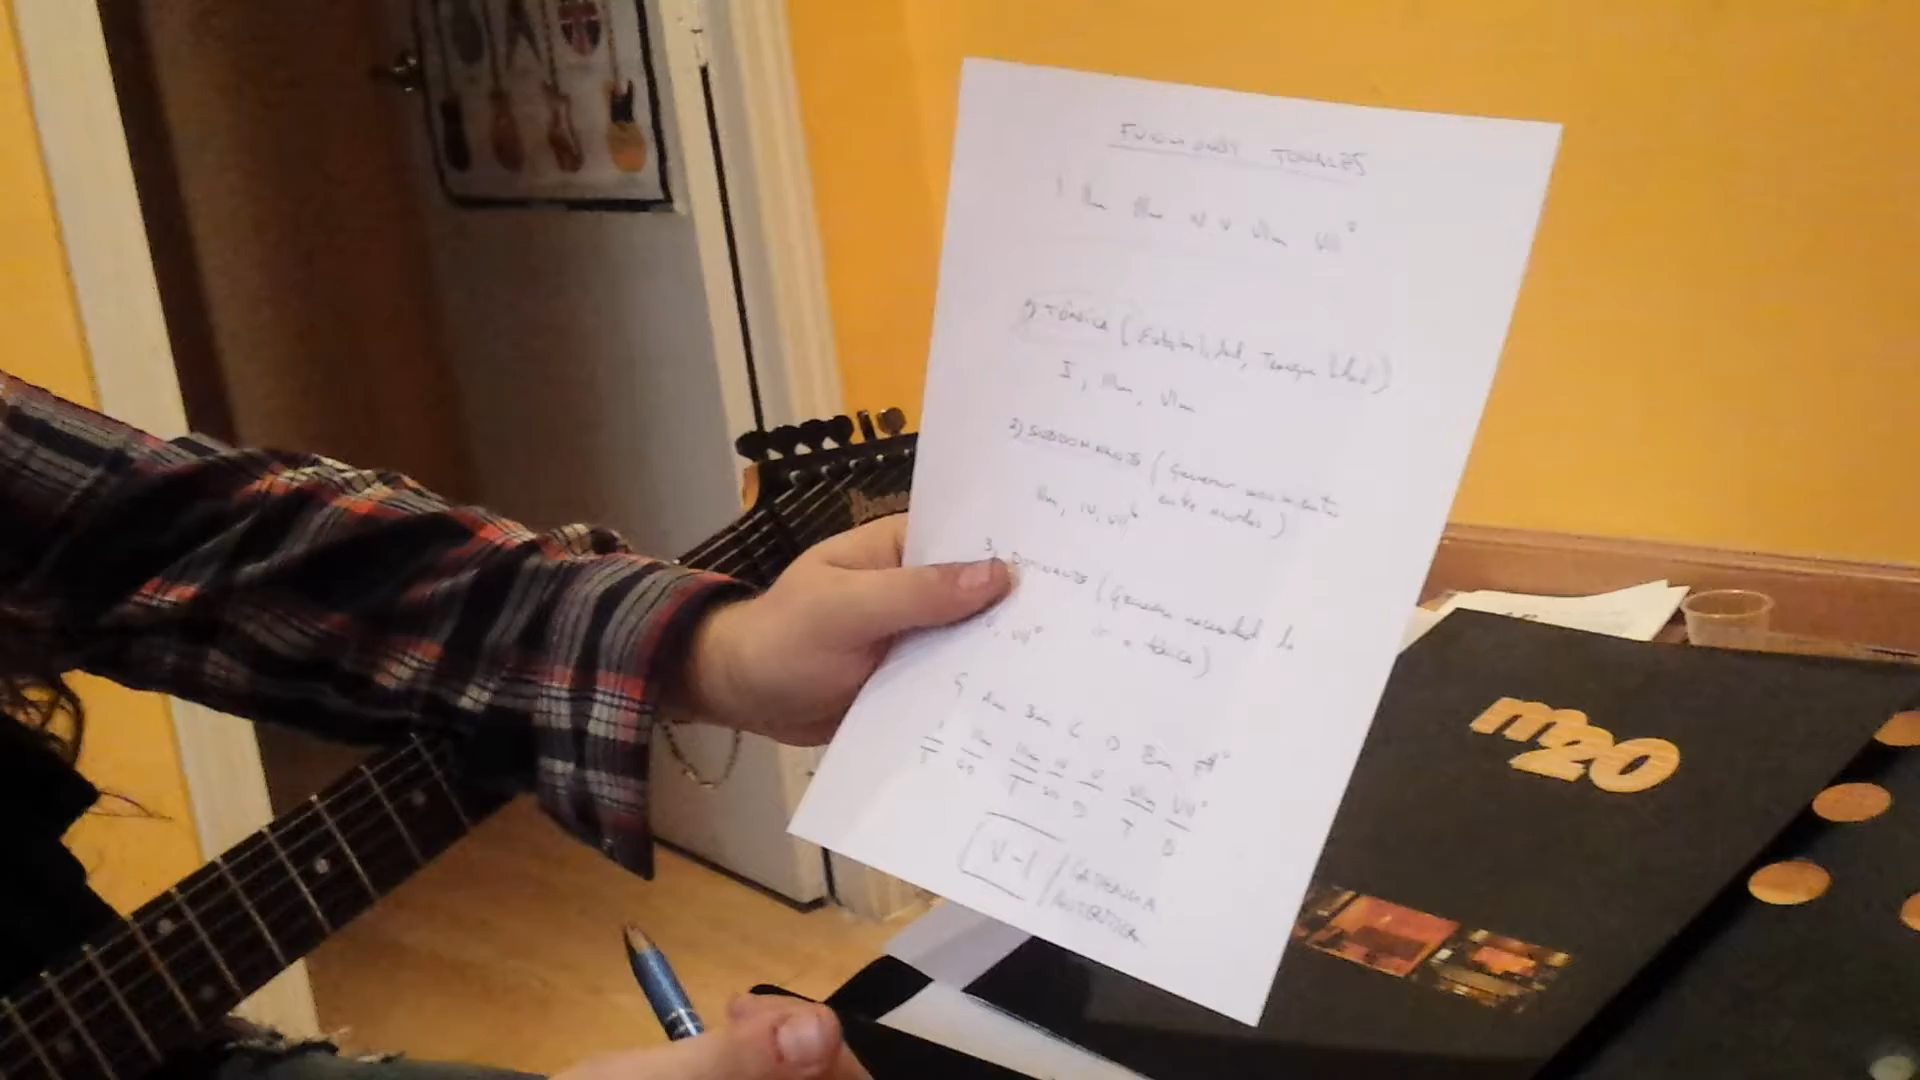 FUNCIONES TONALES
I IIm IIIm IV V VIm VII°
1) TÓNICA (Estabilidad, Tranquilidad)
I, IIIm, VIm
2) SUBDOMINANTE (Generar movimiento
entre medias)
IIm, IV,
3) DOMINANTE (Generar necesidad de
ir a tónica)
V, VII°
G Am Bm C D Em F#°
I IIm IIIm IV V VIm VII°
T SD T SD D T D
V-I / CADENCIA
AUTÉNTICA
m20